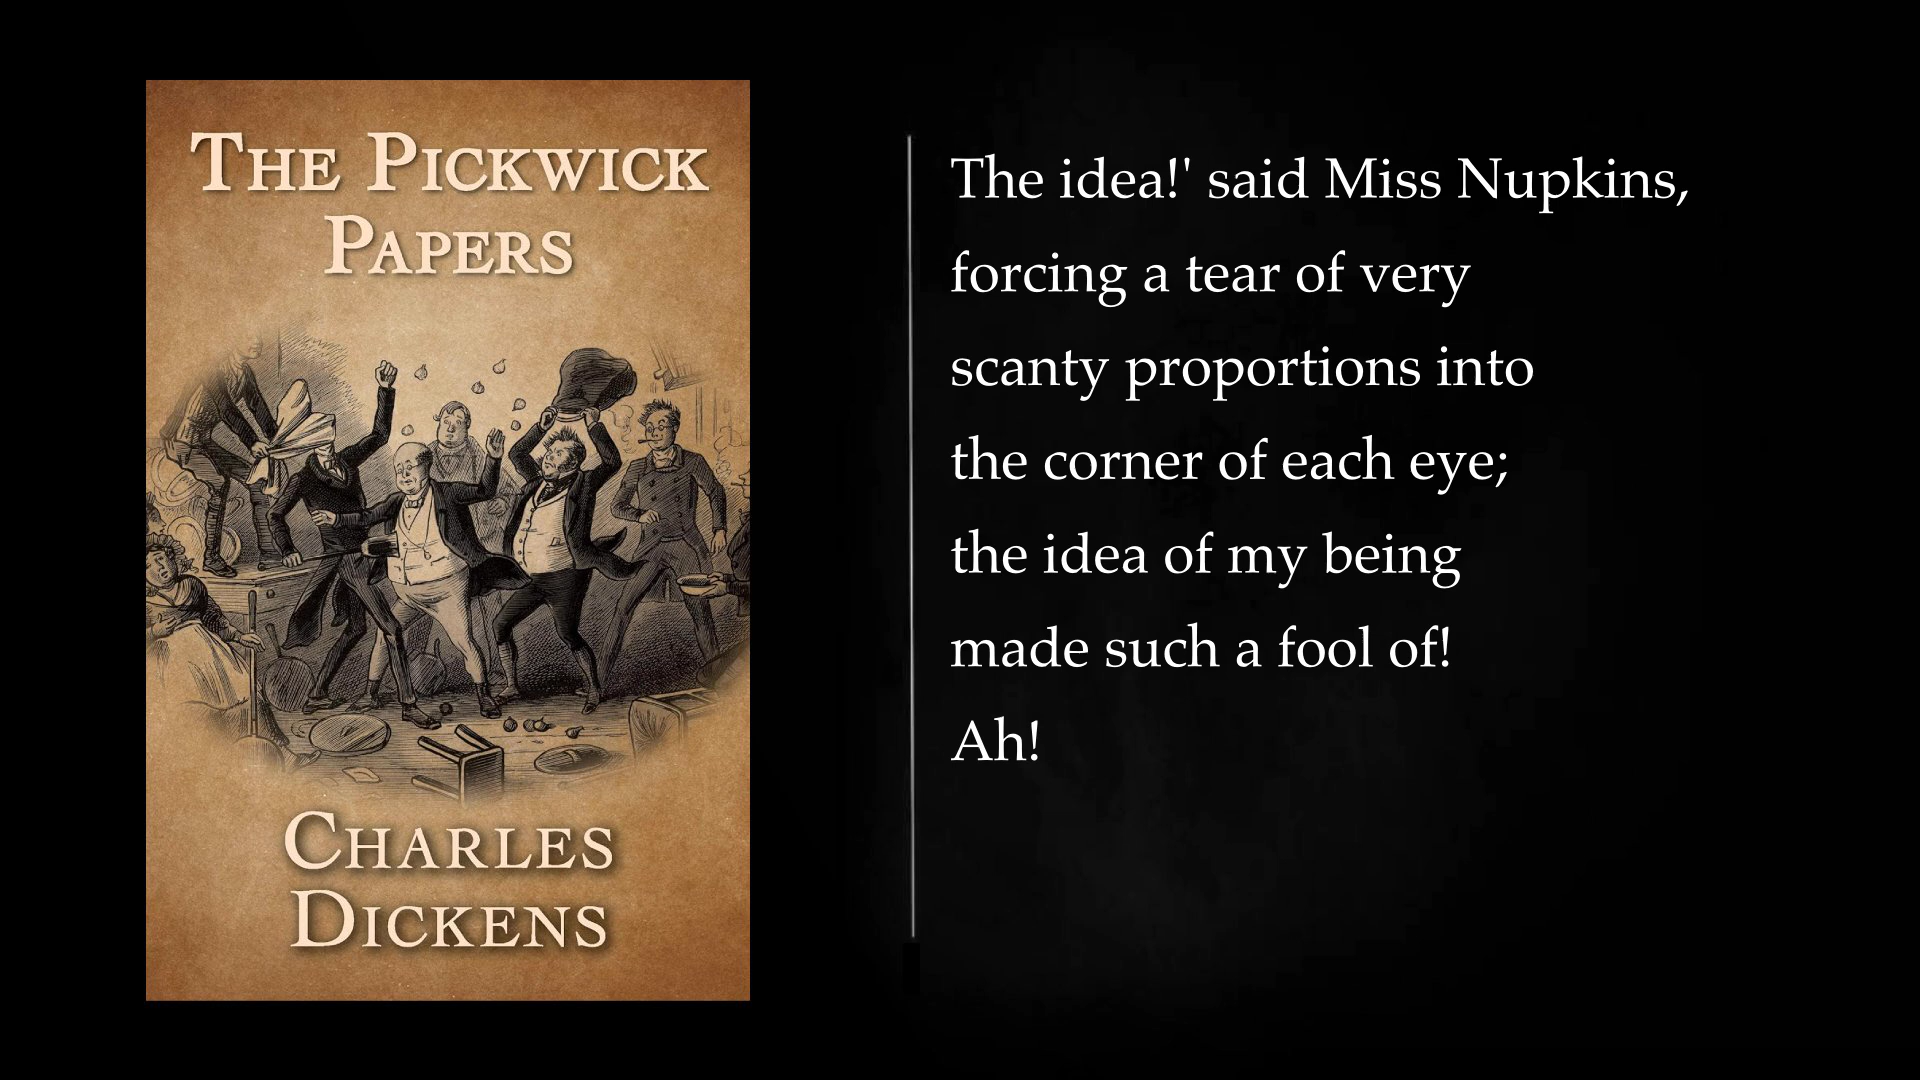 The Pickwick
Papers
Charles
Dickens
The idea!' said Miss Nupkins,
forcing a tear of very
scanty proportions into
the corner of each eye;
the idea of my being
made such a fool of!
Ah!